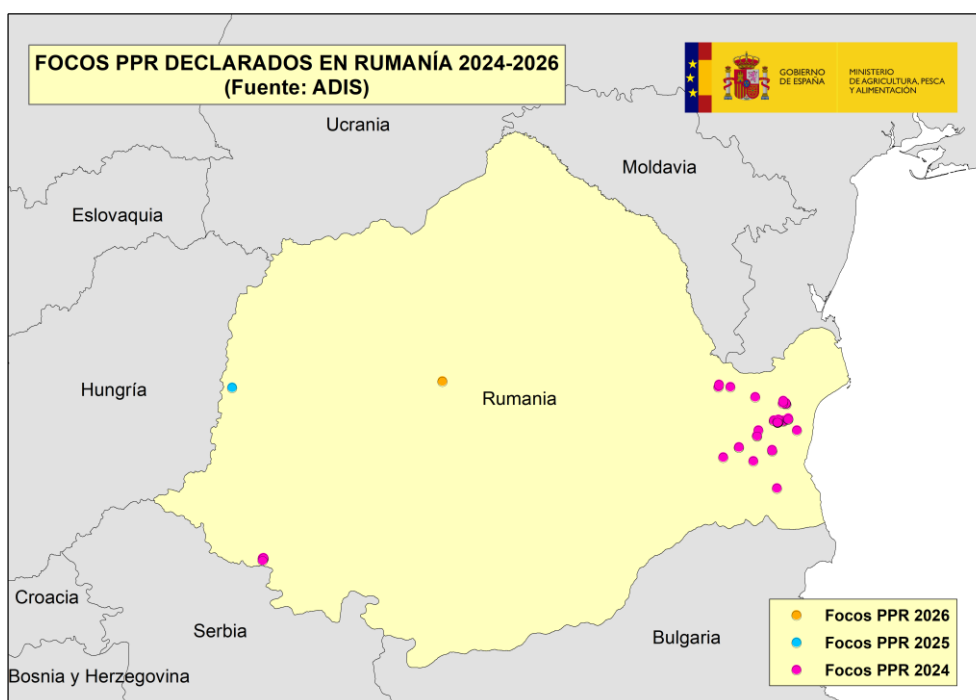 FOCOS PPR DECLARADOS EN RUMANÍA 2024-2026
(Fuente: ADIS)
GOBIERNO
DE ESPAÑA
MINISTERIO
DE AGRICULTURA, PESCA
Y ALIMENTACIÓN
Ucrania
Moldavia
Eslovaquia
Hungría
Rumania
Croacia
Serbia
Bulgaria
Bosnia y Herzegovina
Focos PPR 2026
Focos PPR 2025
Focos PPR 2024